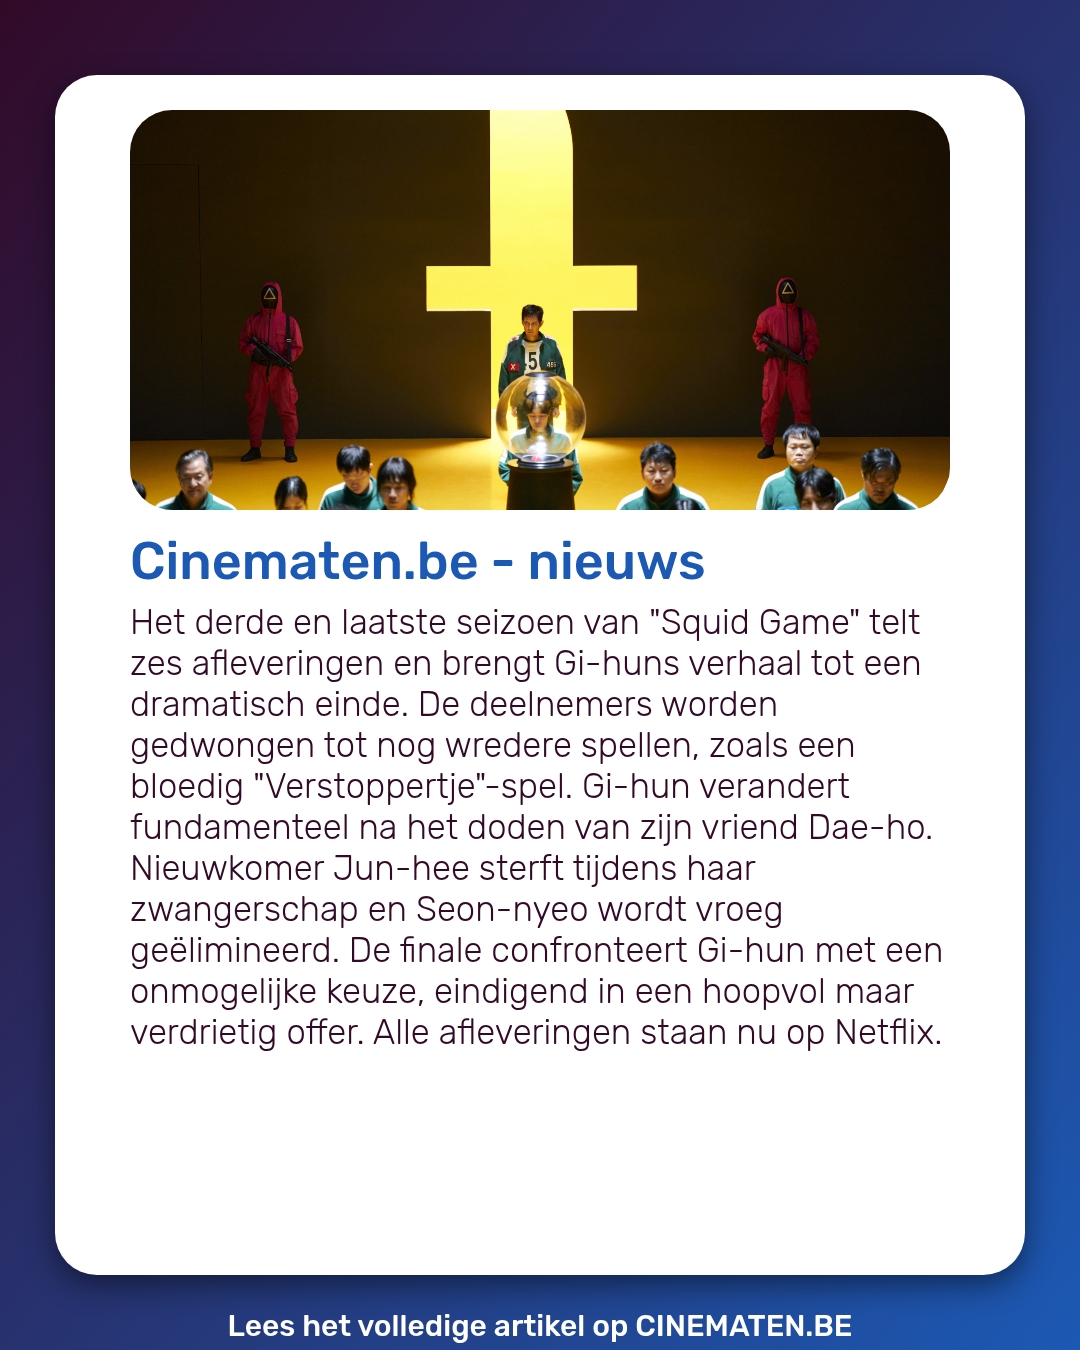 5
456
X
Cinematen.be - nieuws
Het derde en laatste seizoen van "Squid Game" telt
zes afleveringen en brengt Gi-huns verhaal tot een
dramatisch einde. De deelnemers worden
gedwongen tot nog wredere spellen, zoals een
bloedig "Verstoppertje"-spel. Gi-hun verandert
fundamenteel na het doden van zijn vriend Dae-ho.
Nieuwkomer Jun-hee sterft tijdens haar
zwangerschap en Seon-nyeo wordt vroeg
geëlimineerd. De finale confronteert Gi-hun met een
onmogelijke keuze, eindigend in een hoopvol maar
verdrietig offer. Alle afleveringen staan nu op Netflix.
Lees het volledige artikel op CINEMATEN.BE